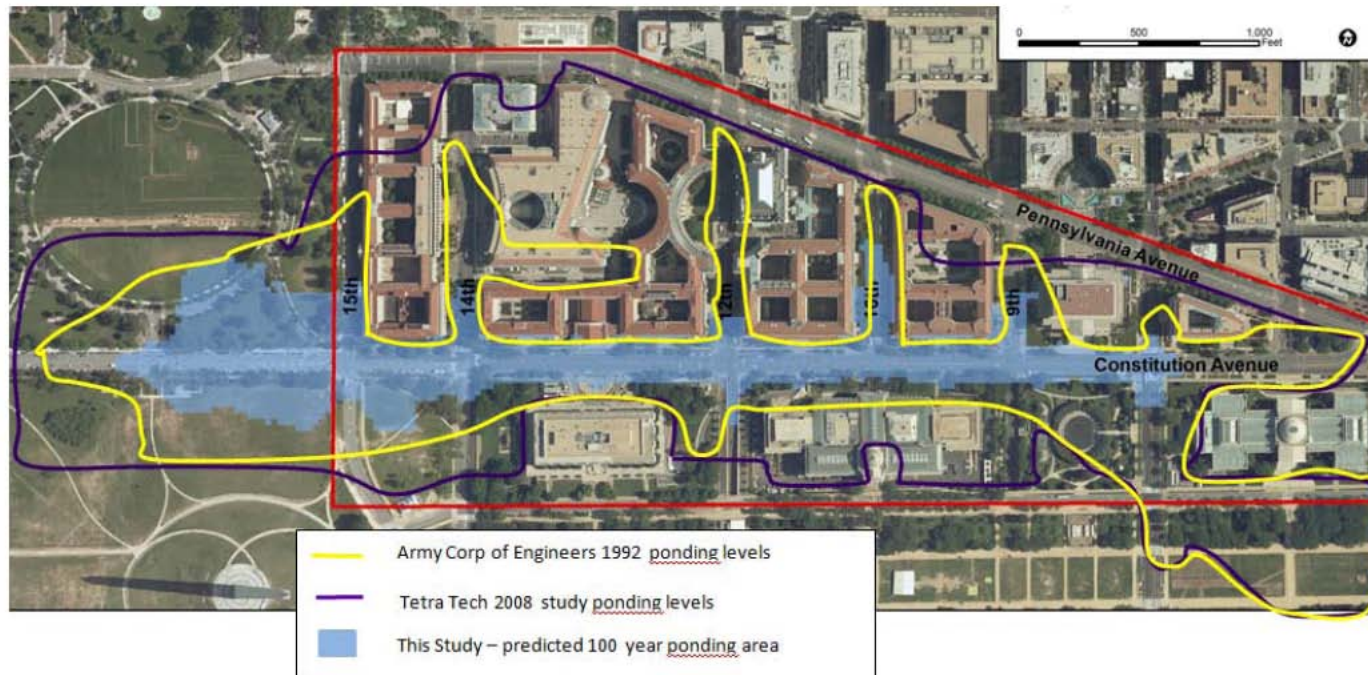 0 500 1,000
Feet
Pennsylvania Avenue
15th
14th
12th
10th
9th
Constitution Avenue
Army Corp of Engineers 1992 ponding levels
Tetra Tech 2008 study ponding levels
This Study – predicted 100 year ponding area